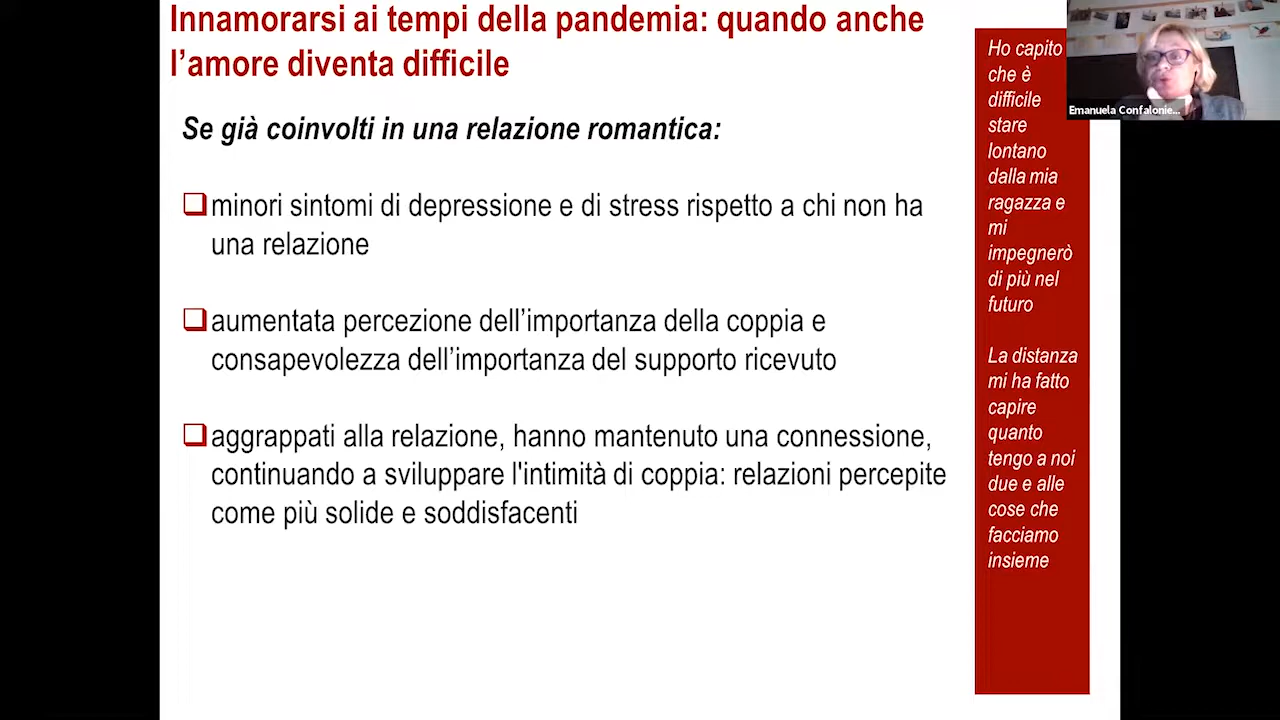 Innamorarsi ai tempi della pandemia: quando anche
l’amore diventa difficile
Se già coinvolti in una relazione romantica:
minori sintomi di depressione e di stress rispetto a chi non ha
una relazione
aumentata percezione dell’importanza della coppia e
consapevolezza dell’importanza del supporto ricevuto
aggrappati alla relazione, hanno mantenuto una connessione,
continuando a sviluppare l'intimità di coppia: relazioni percepite
come più solide e soddisfacenti
Ho capito
che è
difficile
stare
lontano
dalla mia
ragazza e
mi
impegnerò
di più nel
futuro
La distanza
mi ha fatto
capire
quanto
tengo a noi
due e alle
cose che
facciamo
insieme
Emanuela Confalonie...